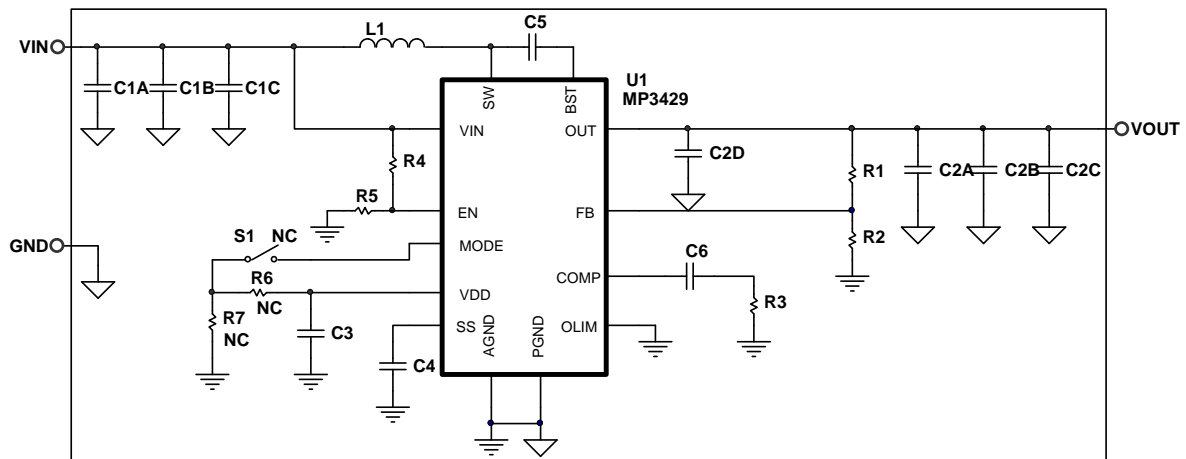 C5
L1
VIN
U1
MP3429
C1A
C1B
C1C
SW
BST
VIN
OUT
VOUT
R4
C2D
R1
C2A
C2B
C2C
R5
EN
FB
S1
NC
R2
GND
MODE
C6
R6
COMP
NC
VDD
R3
R7
NC
C3
SS
AGND
PGND
OLIM
C4